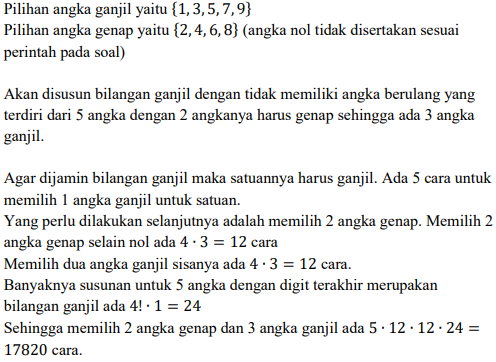 Pilihan angka ganjil yaitu {1, 3, 5, 7, 9}
Pilihan angka genap yaitu {2, 4, 6, 8} (angka nol tidak disertakan sesuai
perintah pada soal)
Akan disusun bilangan ganjil dengan tidak memiliki angka berulang yang
terdiri dari 5 angka dengan 2 angkanya harus genap sehingga ada 3 angka
ganjil.
Agar dijamin bilangan ganjil maka satuannya harus ganjil. Ada 5 cara untuk
memilih 1 angka ganjil untuk satuan.
Yang perlu dilakukan selanjutnya adalah memilih 2 angka genap. Memilih 2
angka genap selain nol ada 4 · 3 = 12 cara
Memilih dua angka ganjil sisanya ada 4 · 3 = 12 cara.
Banyaknya susunan untuk 5 angka dengan digit terakhir merupakan
bilangan ganjil ada 4! · 1 = 24
Sehingga memilih 2 angka genap dan 3 angka ganjil ada 5 · 12 · 12 · 24 =
17820 cara.